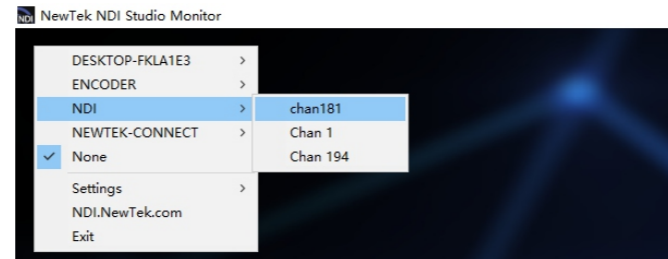 NDI NewTek NDI Studio Monitor
DESKTOP-FKLA1E3
ENCODER
NDI chan181
NEWTEK-CONNECT Chan 1
None Chan 194
Settings
NDI.NewTek.com
Exit